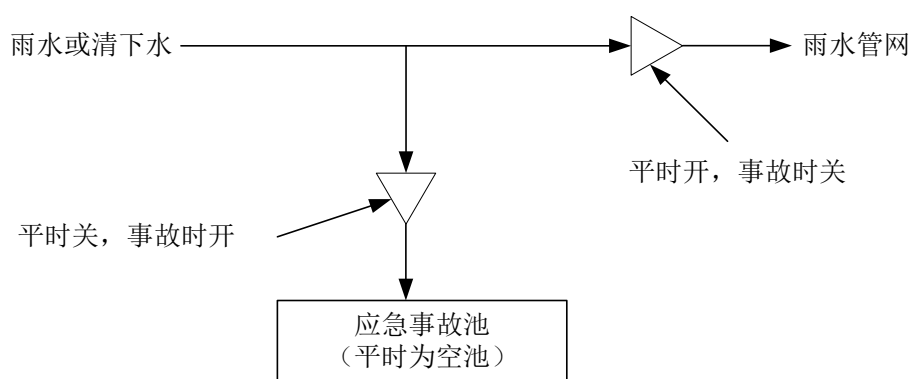 雨水或清下水
雨水管网
平时开，事故时关
平时关，事故时开
应急事故池
（平时为空池）